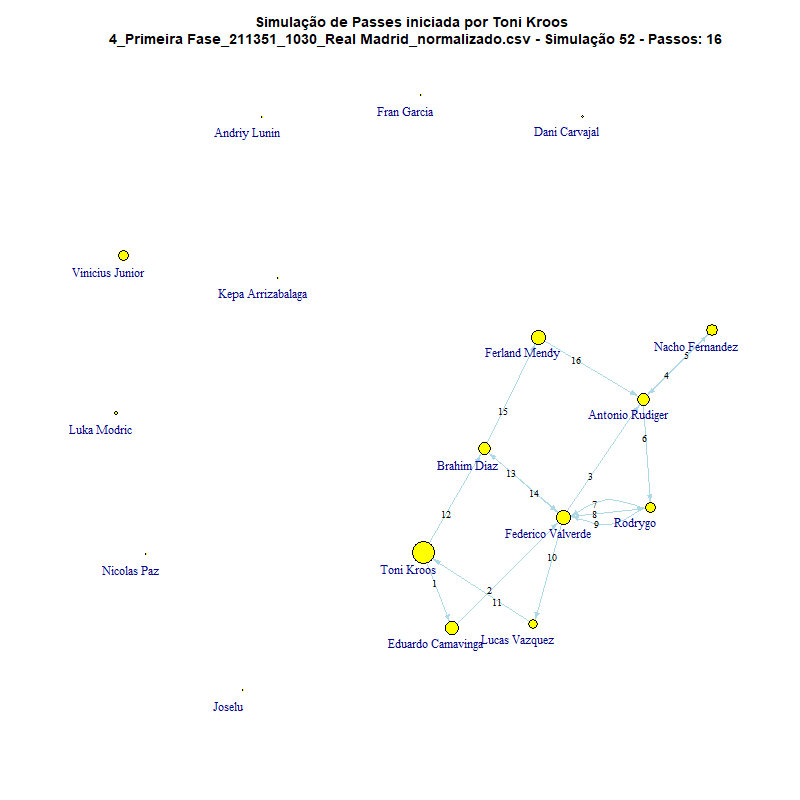 Simulação de Passes iniciada por Toni Kroos
4_Primeira Fase_211351_1030_Real Madrid_normalizado.csv - Simulação 52 - Passos: 16
Fran Garcia
Andriy Lunin
Dani Carvajal
Vinicius Junior
Kepa Arrizabalaga
Nacho Fernandez
Ferland Mendy
5
16
4
Antonio Rudiger
15
Luka Modric
6
Brahim Diaz
13
3
14
7
12
8
Rodrygo
9
Federico Valverde
10
Nicolas Paz
Toni Kroos
1
2
11
Eduardo Camavinga
Lucas Vazquez
Joselu